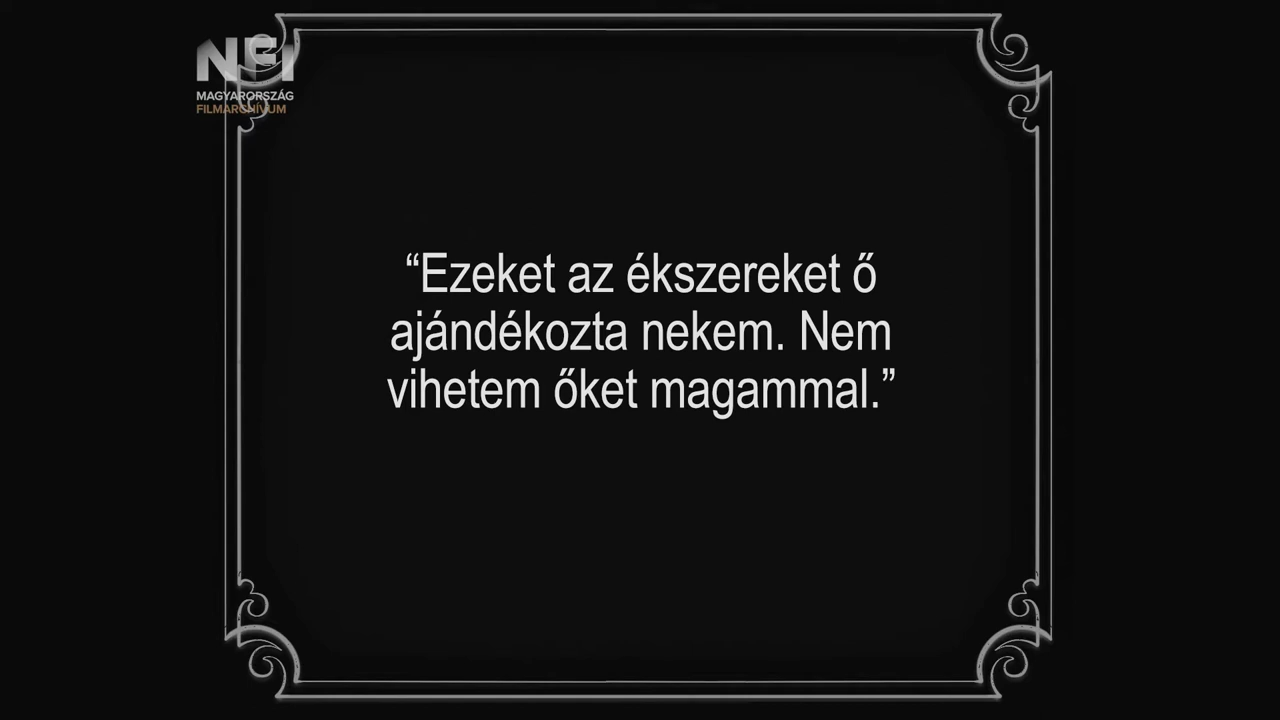 NFI
MAGYARORSZÁG
FILMARCHÍVUM
“Ezeket az ékszereket ő
ajándékozta nekem. Nem
vihetem őket magammal.”